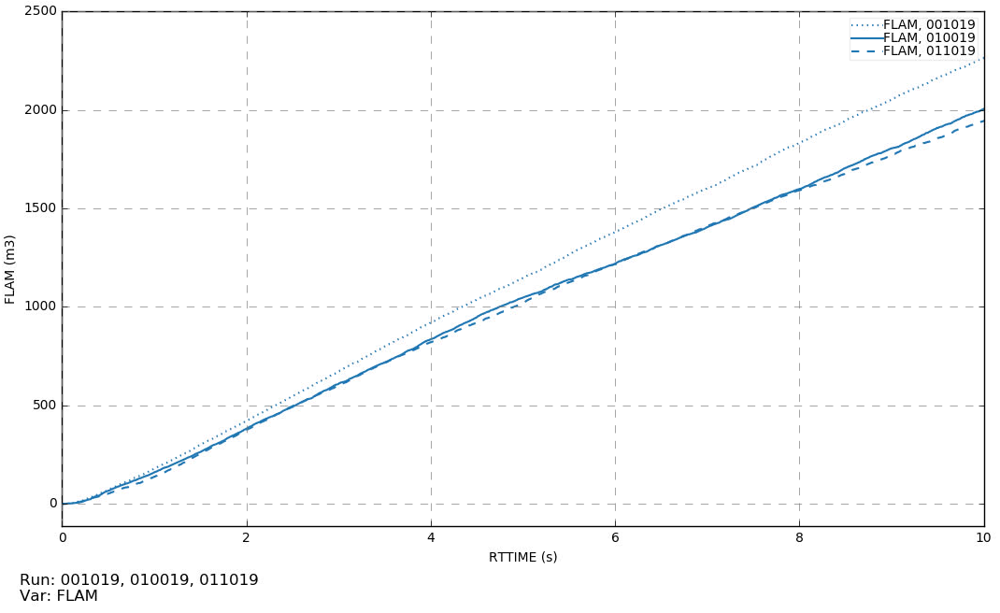 2500
2000
1500
1000
500
0
FLAM (m3)
FLAM, 001019
FLAM, 010019
FLAM, 011019
0 2 4 6 8 10
RTTIME (s)
Run: 001019, 010019, 011019
Var: FLAM